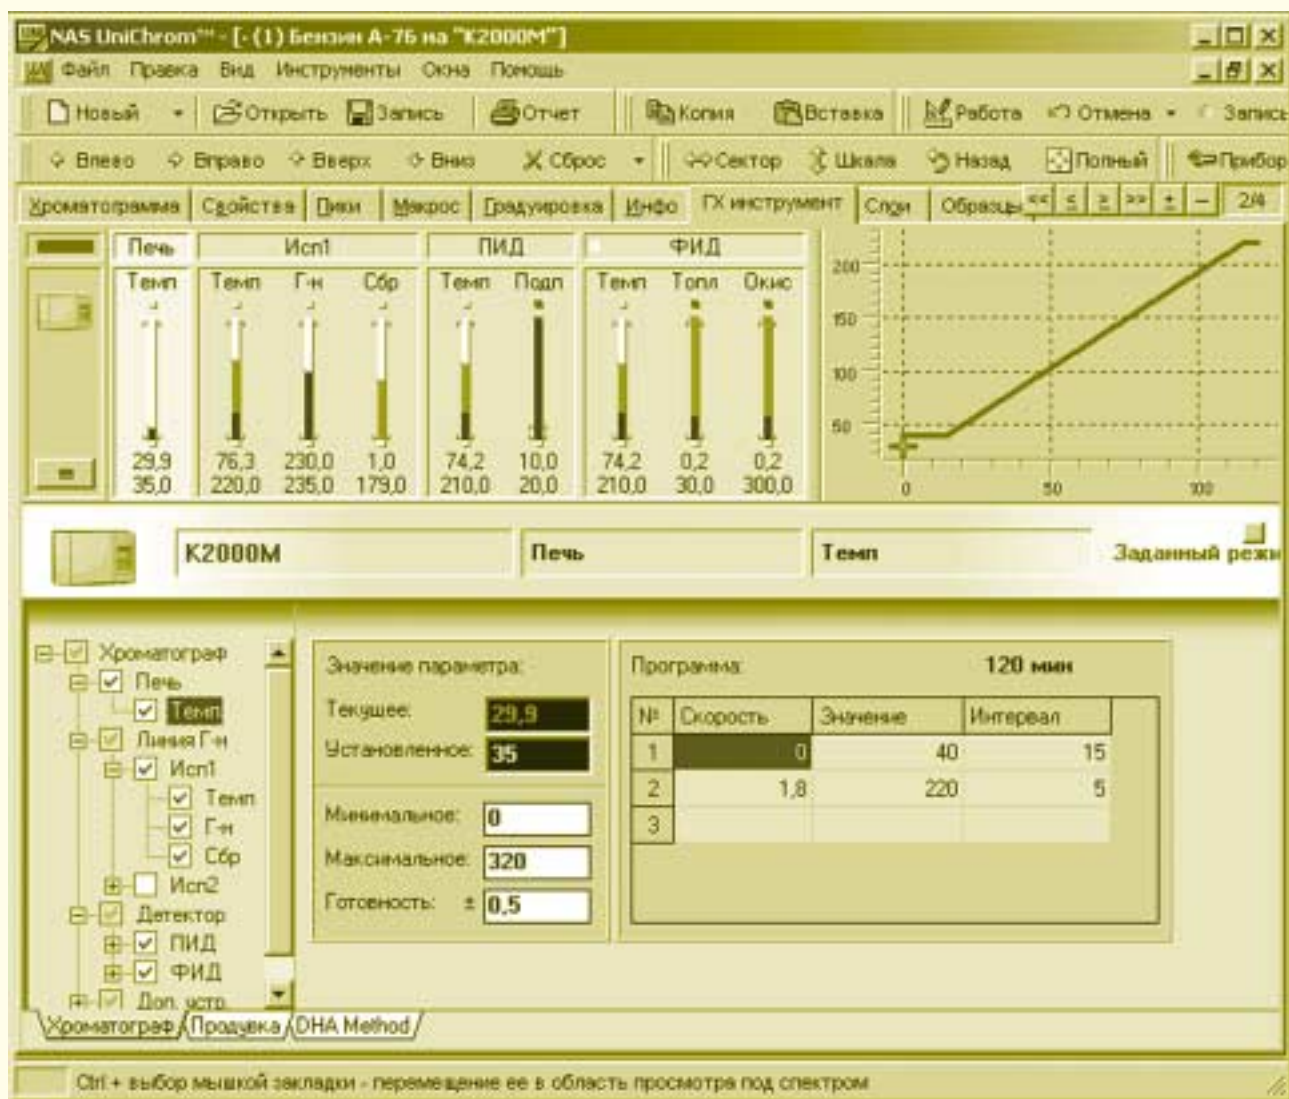 NAS UniChrom™ - [- (1) Бензин А-76 на "К2000М"]
Файл Правка Вид Инструменты Окна Помощь
Новый Открыть Запись Отчет Копия Вставка Работа Отмена Запись
Влево Вправо Вверх Вниз Сброс Сектор Шкала Назад Полный Прибор
Хроматограмма Свойства Пики Макрос Градуировка Инфо ГХ инструмент Слои Образцы << ≤ ≥ >> ± − 2/4
Печь Исп1 ПИД ФИД
Темп Темп Г-н Сбр Темп Подп Темп Топл Окис
29,9 76,3 230,0 1,0 74,2 10,0 74,2 0,2 0,2
35,0 220,0 235,0 179,0 210,0 20,0 210,0 30,0 300,0
200
150
100
50
0 50 100
К2000М Печь Темп Заданный режи
Хроматограф
Печь
Темп
Линия Г-н
Исп1
Темп
Г-н
Сбр
Исп2
Детектор
ПИД
ФИД
Доп. устр.
Значение параметра:
Текущее: 29,9
Установленное: 35
Минимальное: 0
Максимальное: 320
Готовность: ± 0,5
Программа: 120 мин
№ Скорость Значение Интервал
1 0 40 15
2 1,8 220 5
3
Хроматограф Продувка DHA Method
Ctrl + выбор мышкой закладки - перемещение ее в область просмотра под спектром